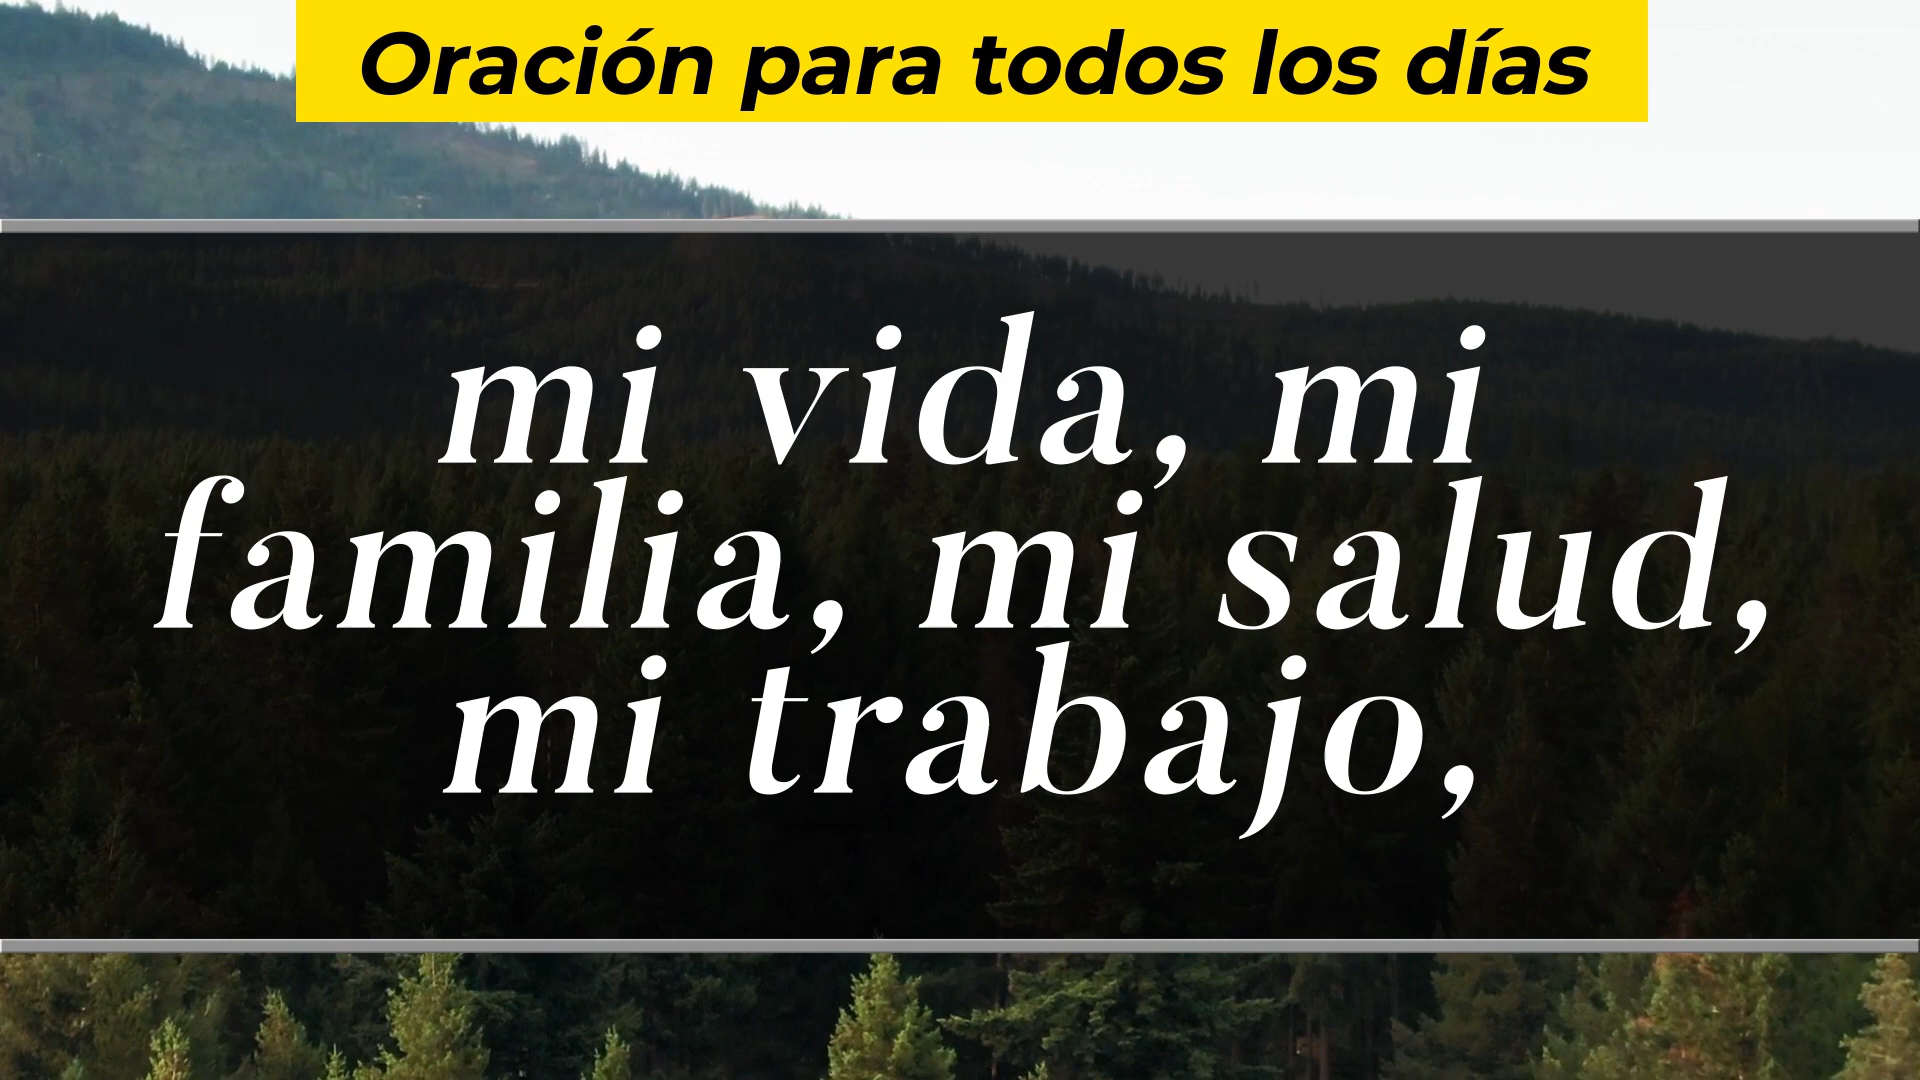 Oración para todos los días
mi vida, mi
familia, mi salud,
mi trabajo,